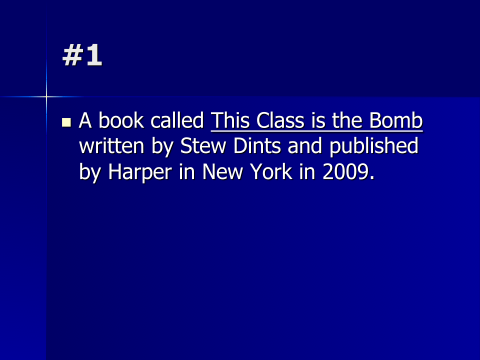 #1
A book called This Class is the Bomb
written by Stew Dints and published
by Harper in New York in 2009.